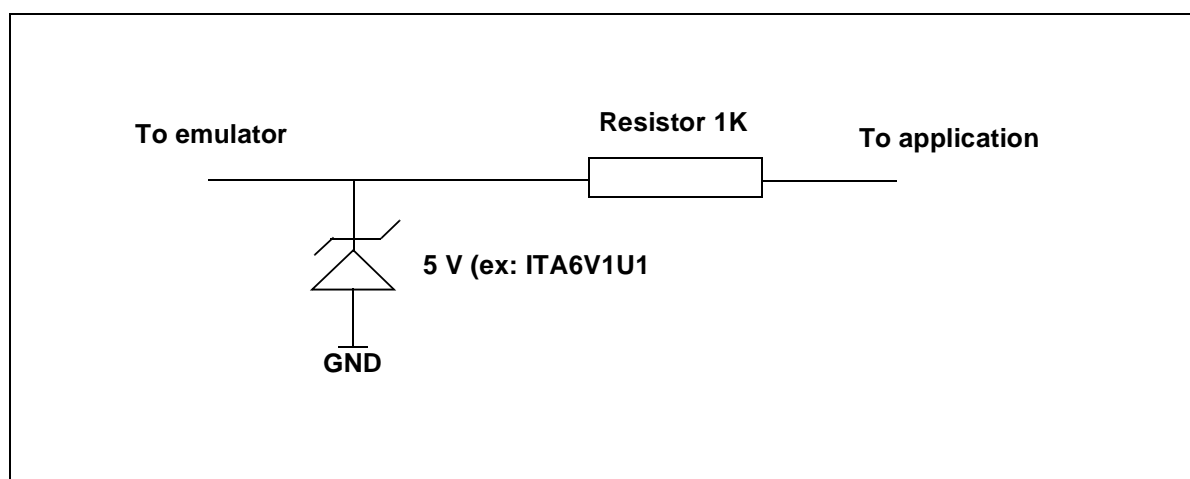 To emulator
Resistor 1K
To application
5 V (ex: ITA6V1U1
GND